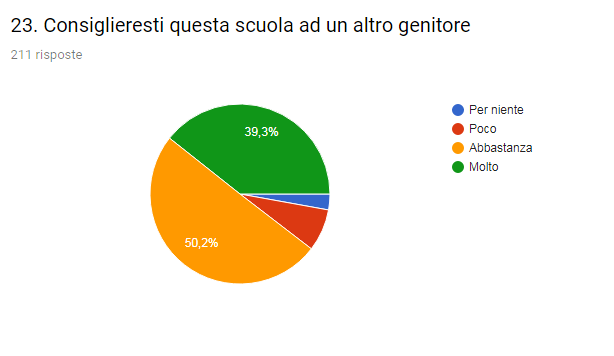 23. Consiglieresti questa scuola ad un altro genitore
211 risposte
39,3%
50,2%
Per niente
Poco
Abbastanza
Molto